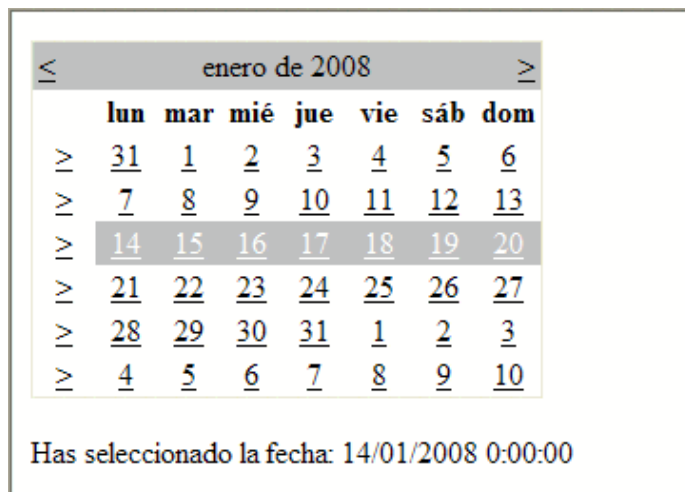 < enero de 2008 >
lun mar mié jue vie sáb dom
> 31 1 2 3 4 5 6
> 7 8 9 10 11 12 13
> 14 15 16 17 18 19 20
> 21 22 23 24 25 26 27
> 28 29 30 31 1 2 3
> 4 5 6 7 8 9 10
Has seleccionado la fecha: 14/01/2008 0:00:00